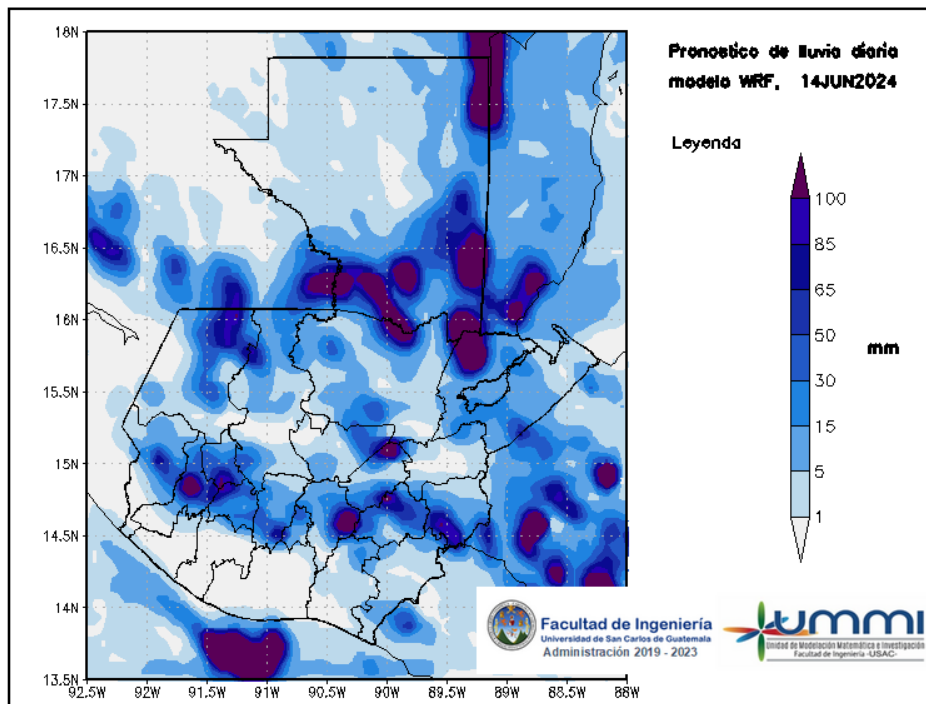 Pronostico de lluvia diaria
modelo WRF, 14JUN2024
Leyenda
100
85
65
50
30
15
5
1
mm
18N
17.5N
17N
16.5N
16N
15.5N
15N
14.5N
14N
13.5N
92.5W 92W 91.5W 91W 90.5W 90W 89.5W 89W 88.5W 88W
Facultad de Ingeniería
Universidad de San Carlos de Guatemala
Administración 2019 - 2023
UMMI
Unidad de Modelación Matemática e Investigación
Facultad de Ingeniería -USAC-